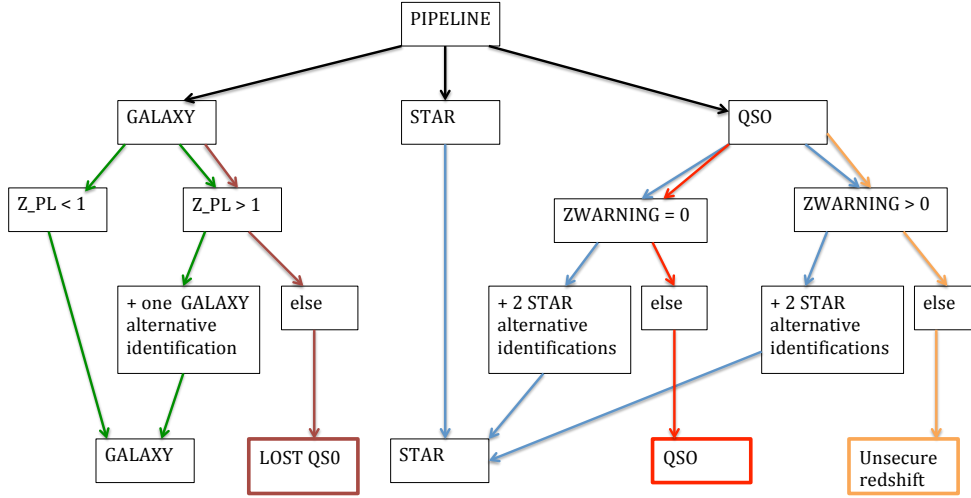 PIPELINE
GALAXY
STAR
QSO
Z_PL < 1
Z_PL > 1
ZWARNING = 0
ZWARNING > 0
+ one GALAXY
alternative
identification
else
+ 2 STAR
alternative
identifications
else
+ 2 STAR
alternative
identifications
else
GALAXY
LOST QS0
STAR
QSO
Unsecure
redshift